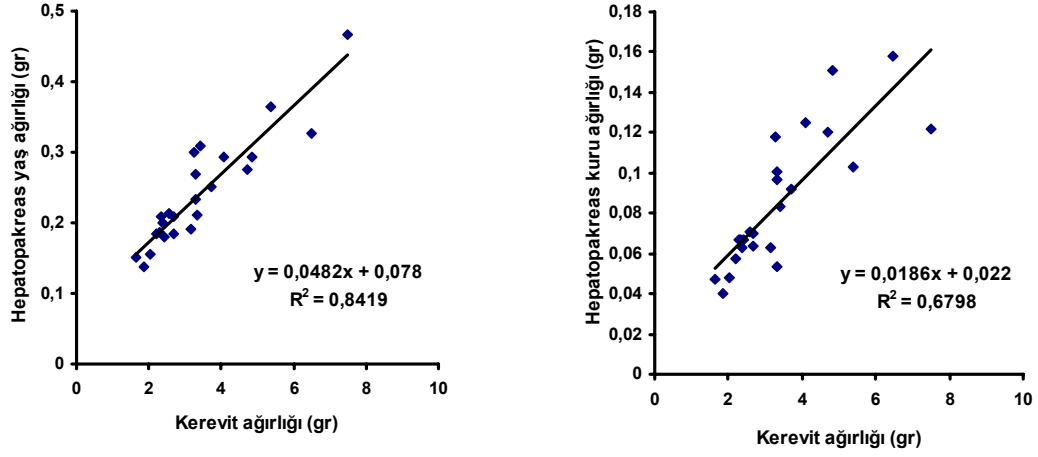 0,5
0,4
0,3
0,2
0,1
0
0 2 4 6 8 10
Hepatopakreas yaş ağırlığı (gr)
Kerevit ağırlığı (gr)
y = 0,0482x + 0,078
R² = 0,8419
0,18
0,16
0,14
0,12
0,1
0,08
0,06
0,04
0,02
0
0 2 4 6 8 10
Hepatopakreas kuru ağırlığı (gr)
Kerevit ağırlığı (gr)
y = 0,0186x + 0,022
R² = 0,6798